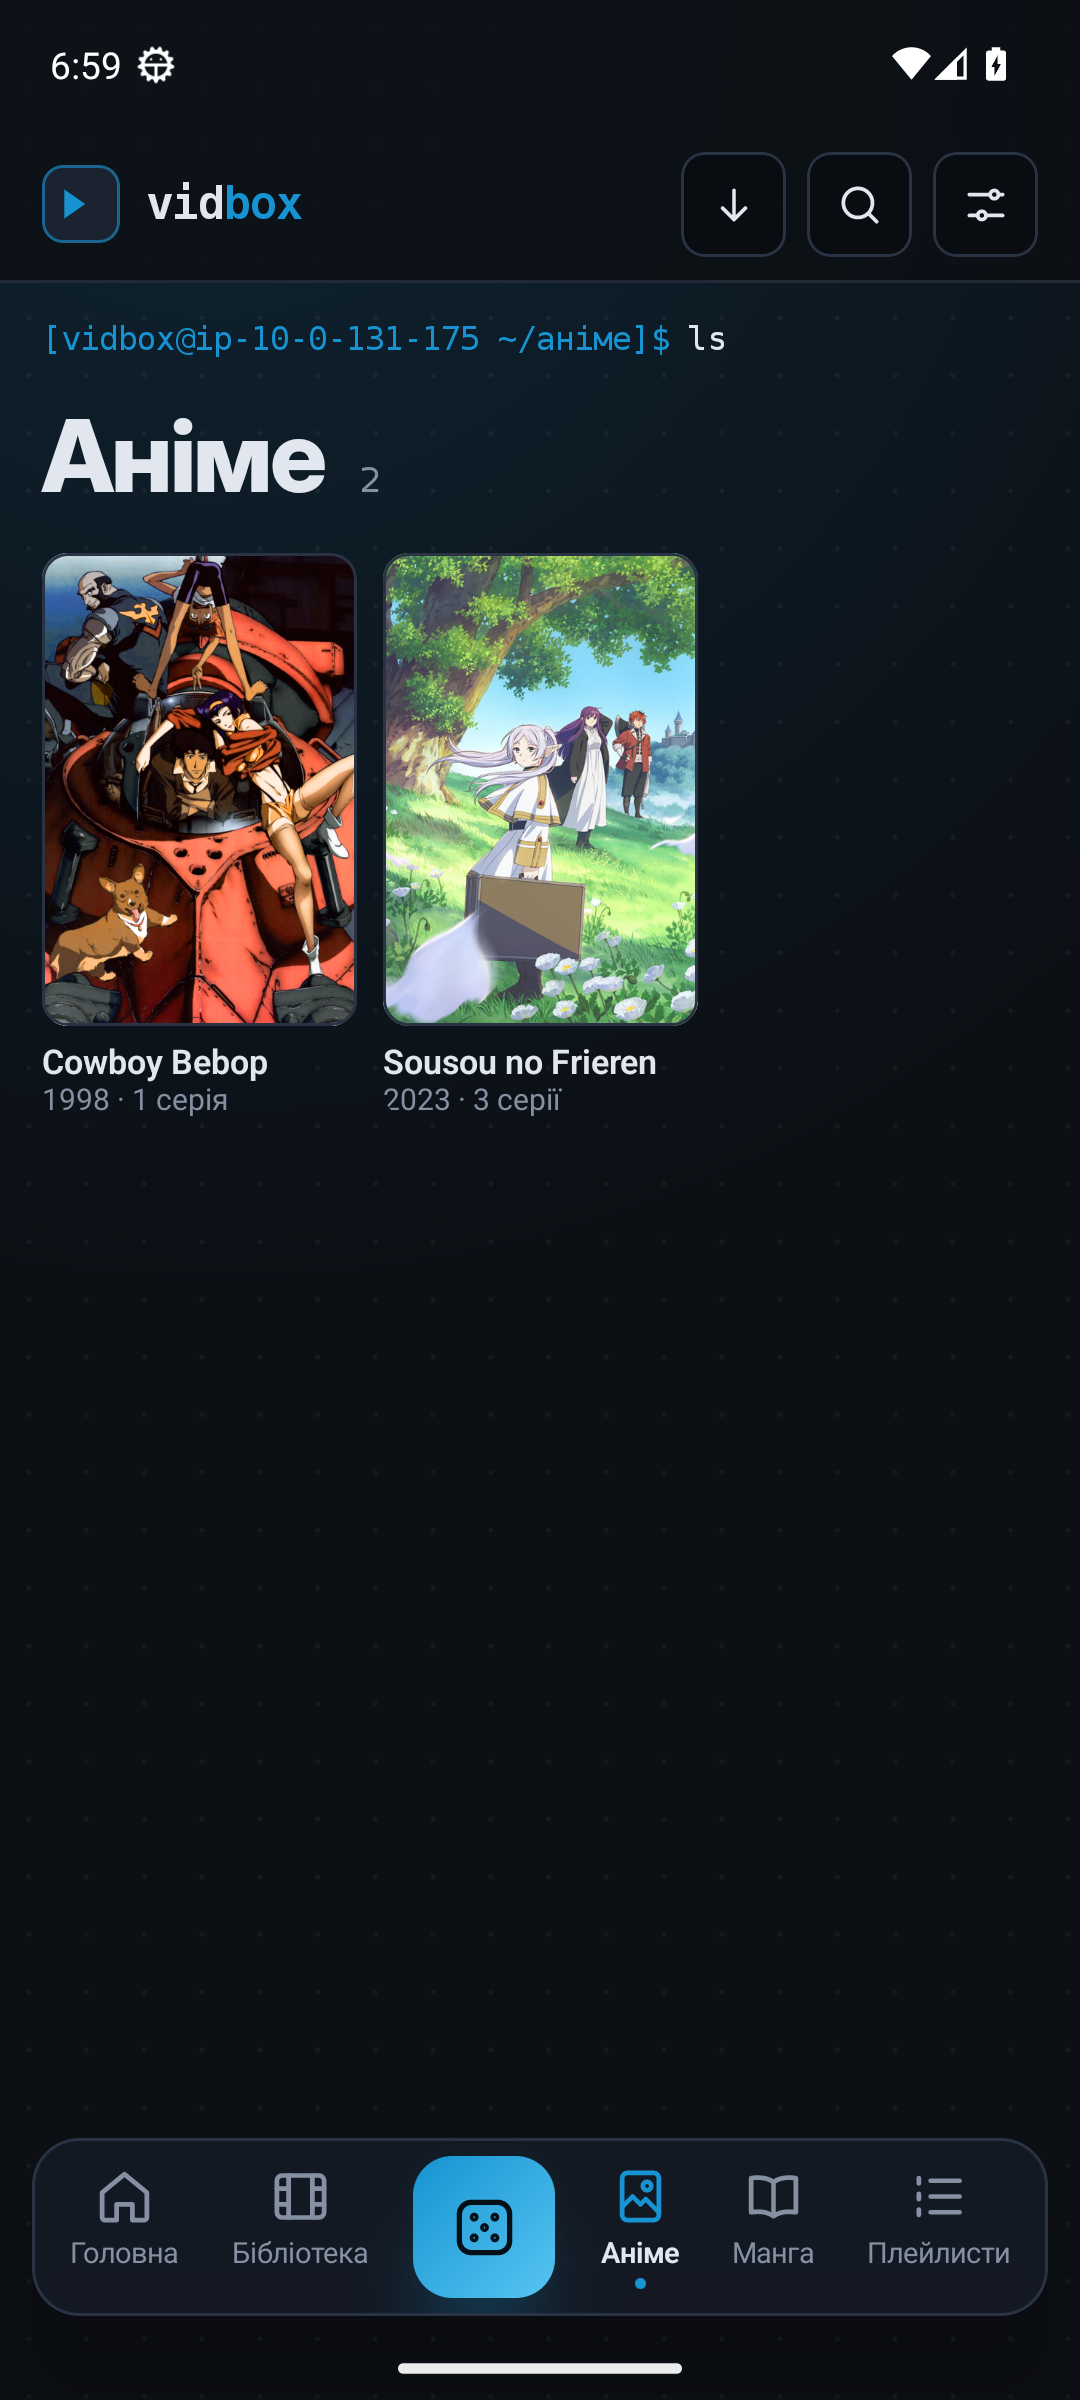 6:59
vidbox
[vidbox@ip-10-0-131-175 ~/аніме]$ ls
Аніме 2
Cowboy Bebop
1998 · 1 серія
Sousou no Frieren
2023 · 3 серії
Головна
Бібліотека
Аніме
Манга
Плейлисти